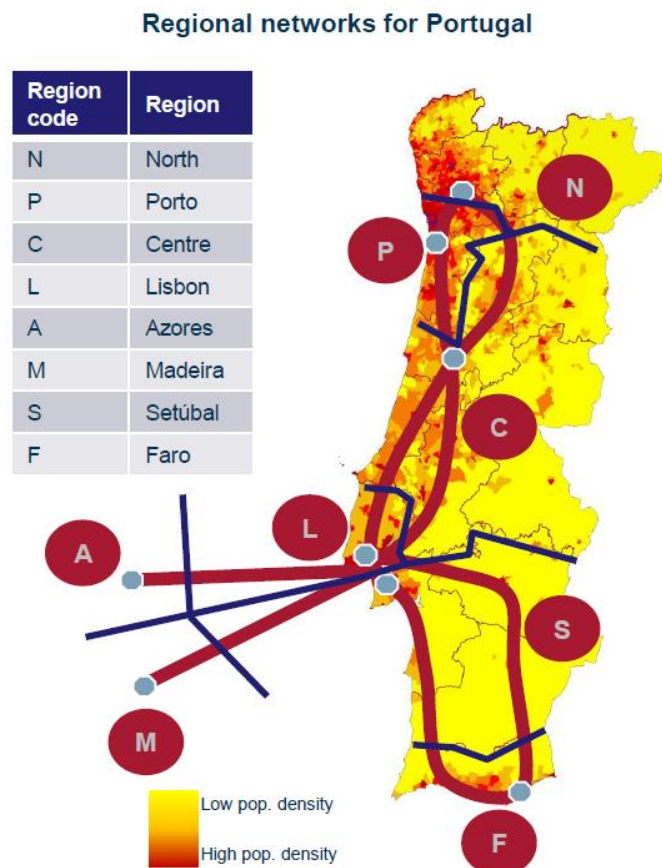 Regional networks for Portugal
Region code Region
N North
P Porto
C Centre
L Lisbon
A Azores
M Madeira
S Setúbal
F Faro
N
P
C
L
A
S
M
F
Low pop. density
High pop. density